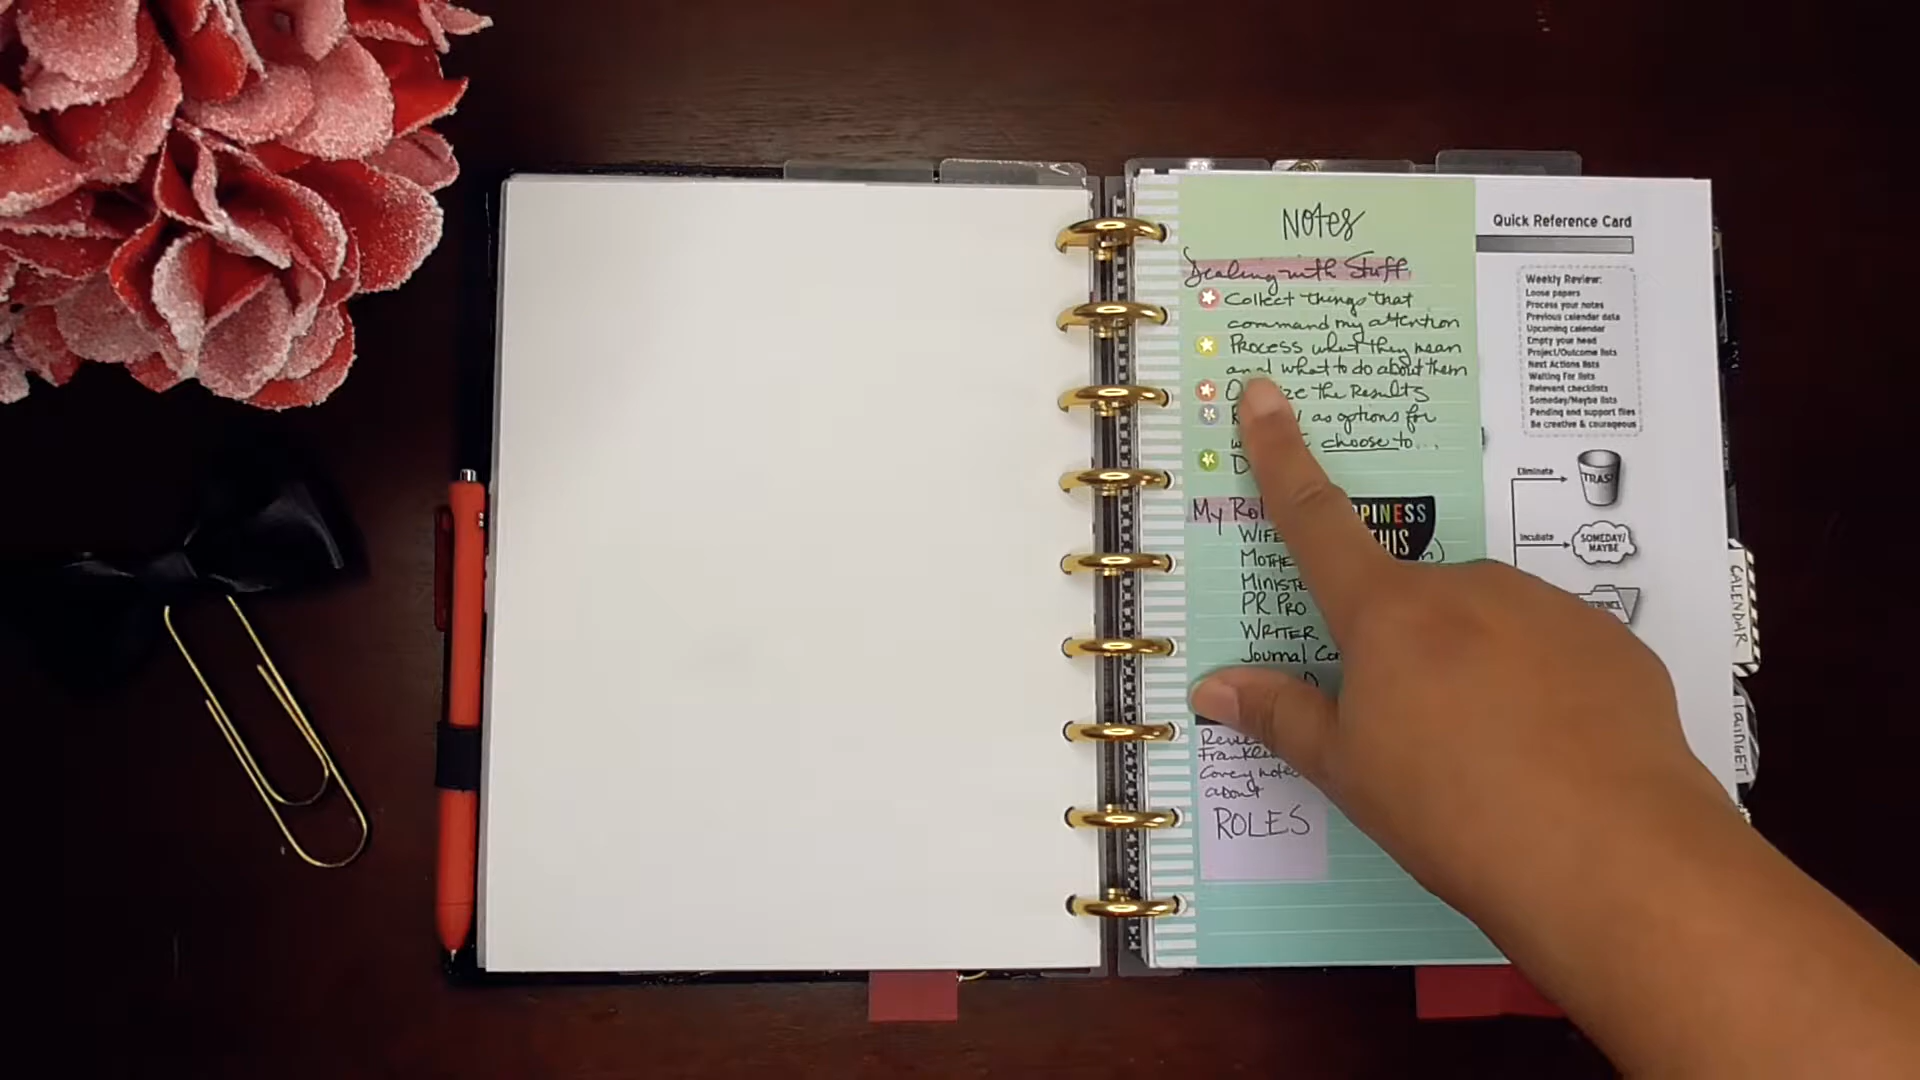 Notes
Dealing with Stuff
Collect things that
command my attention
Process what they mean
and what to do about them
ze the Results
as options for
choose to...
D
My Rol
WIFE
MOTHE
MINISTE
PR PRO
WRITER
Journal Co
PPINESS
THIS
Franklin
Covey notes
about
ROLES
Quick Reference Card
Weekly Review:
Loose papers
Process your notes
Previous calendar data
Upcoming calendar
Empty your head
Project/Outcome lists
Next Actions lists
Waiting For lists
Relevant checklists
Someday/Maybe lists
Pending and support files
Be creative & courageous
Eliminate
TRAS
Incubate
SOMEDAY/
MAYBE
CALENDAR